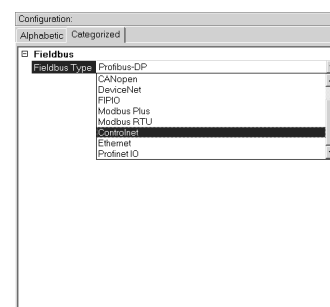 Configuration:
Alphabetic Categorized
Fieldbus
Fieldbus Type Profibus-DP
CANopen
DeviceNet
FIPIO
Modbus Plus
Modbus RTU
Controlnet
Ethernet
Profinet IO